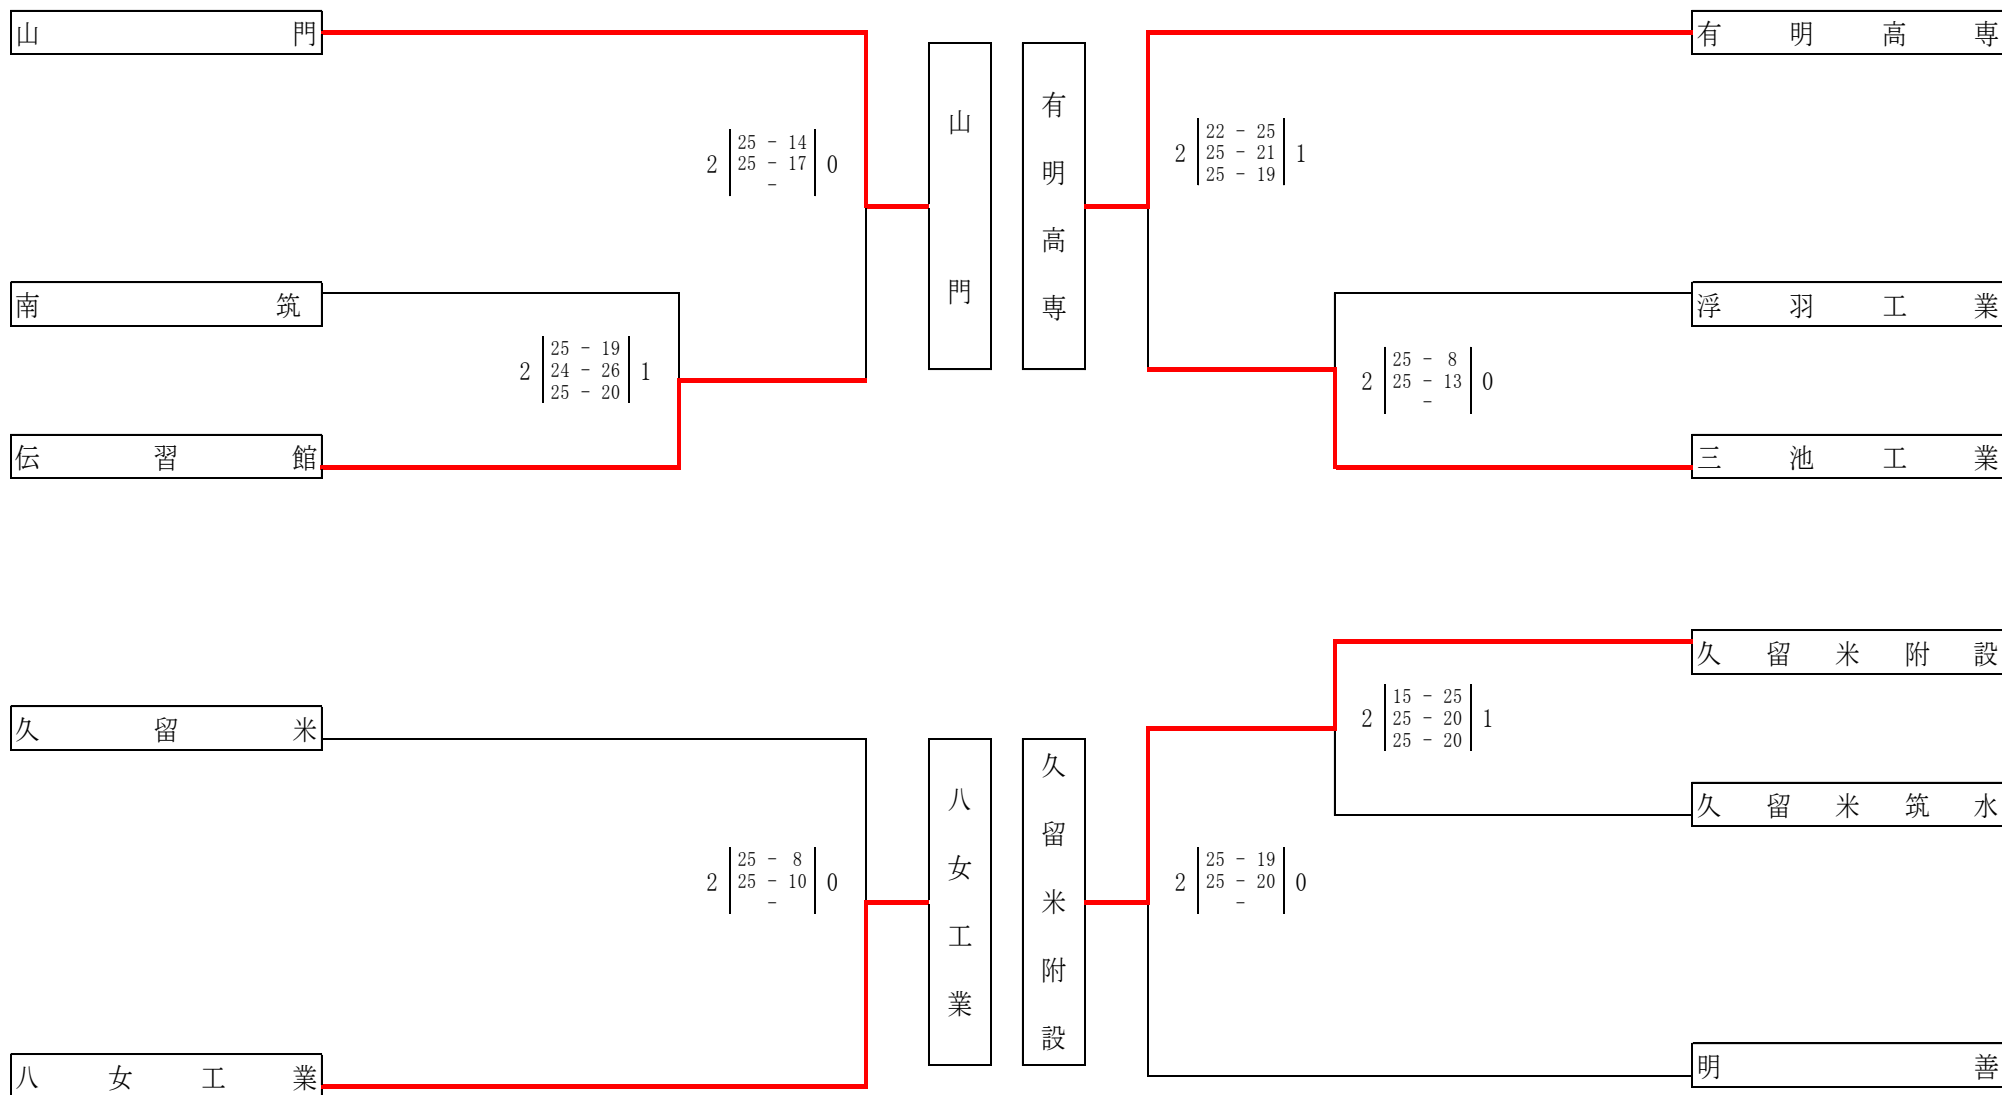 山門
有明高専
山門
有明高専
2 25 - 14 0
25 - 17
-
2 22 - 25 1
25 - 21
25 - 19
南筑
浮羽工業
2 25 - 19 1
24 - 26
25 - 20
2 25 - 8 0
25 - 13
-
伝習館
三池工業
久留米附設
久留米
2 15 - 25 1
25 - 20
25 - 20
八女工業
久留米附設
久留米筑水
2 25 - 8 0
25 - 10
-
2 25 - 19 0
25 - 20
-
八女工業
明善